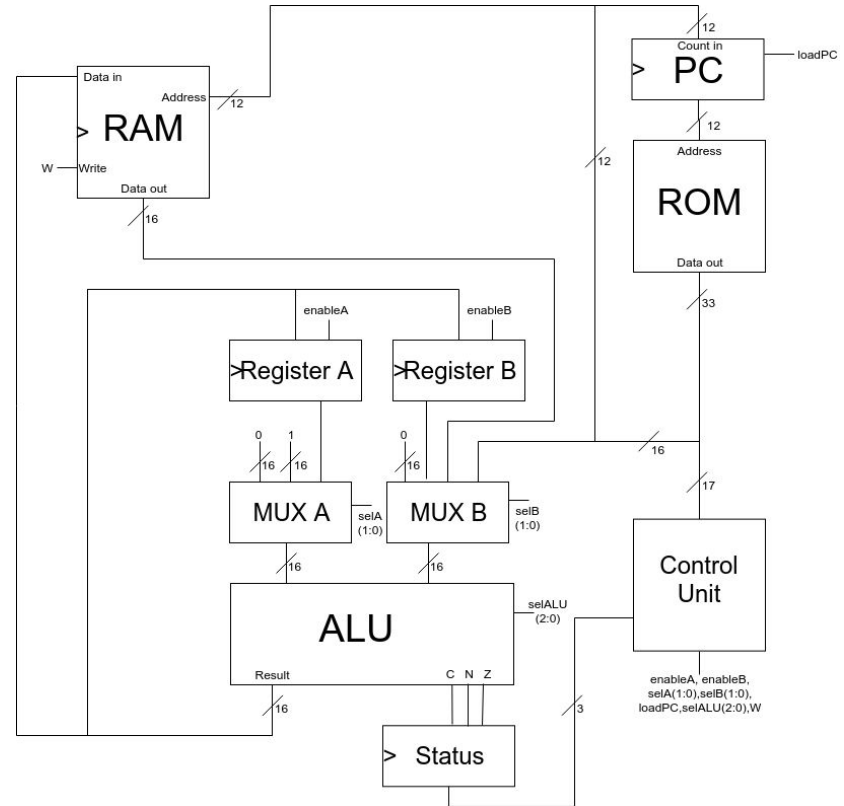 12
12
Count in
PC
loadPC
Data in
Address
12
RAM
W
Write
Data out
16
12
Address
ROM
Data out
33
enableA
enableB
Register A
Register B
0
1
0
16
16
16
16
17
MUX A
selA
(1:0)
MUX B
selB
(1:0)
16
16
Control
Unit
ALU
selALU
(2:0)
Result
C
N
Z
16
enableA, enableB,
selA(1:0),selB(1:0),
loadPC,selALU(2:0),W
3
Status